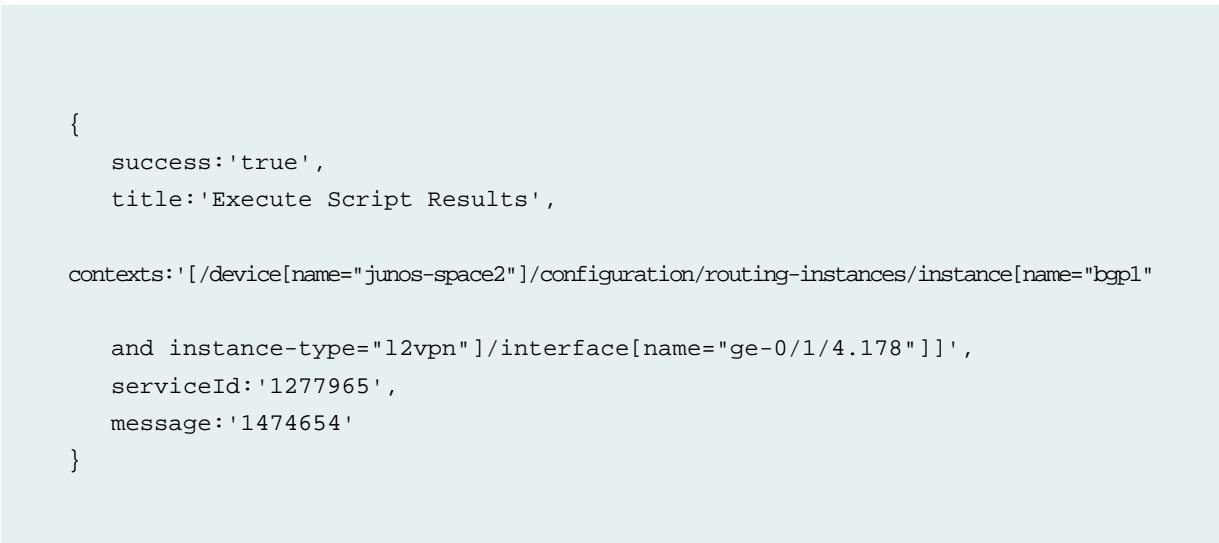 {
success:'true',
title:'Execute Script Results',
contexts:'[/device[name="junos-space2"]/configuration/routing-instances/instance[name="bgp1"
and instance-type="l2vpn"]/interface[name="ge-0/1/4.178"]]',
serviceId:'1277965',
message:'1474654'
}